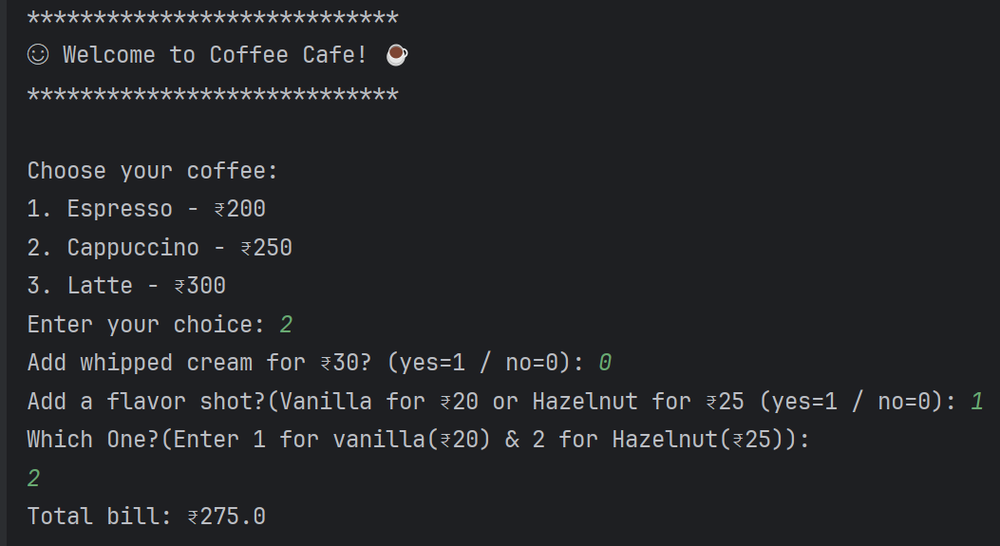 ****************************
☺ Welcome to Coffee Cafe! ☕
****************************
Choose your coffee:
1. Espresso - ₹200
2. Cappuccino - ₹250
3. Latte - ₹300
Enter your choice: 2
Add whipped cream for ₹30? (yes=1 / no=0): 0
Add a flavor shot?(Vanilla for ₹20 or Hazelnut for ₹25 (yes=1 / no=0): 1
Which One?(Enter 1 for vanilla(₹20) & 2 for Hazelnut(₹25)):
2
Total bill: ₹275.0